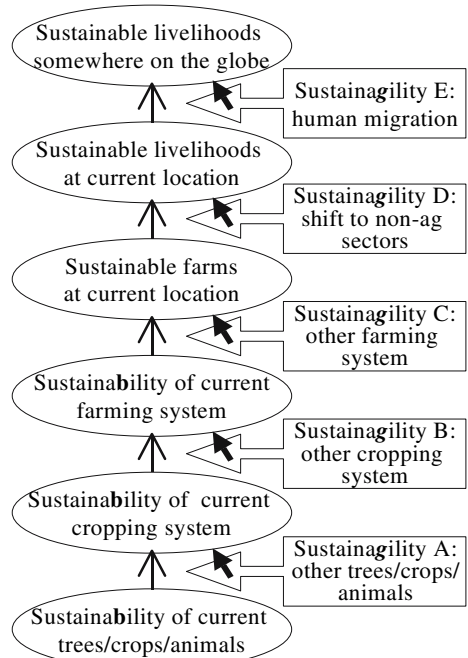 Sustainable livelihoods
somewhere on the globe
Sustainagility E:
human migration
Sustainable livelihoods
at current location
Sustainagility D:
shift to non-ag
sectors
Sustainable farms
at current location
Sustainagility C:
other farming
system
Sustainability of current
farming system
Sustainagility B:
other cropping
system
Sustainability of current
cropping system
Sustainagility A:
other trees/crops/
animals
Sustainability of current
trees/crops/animals